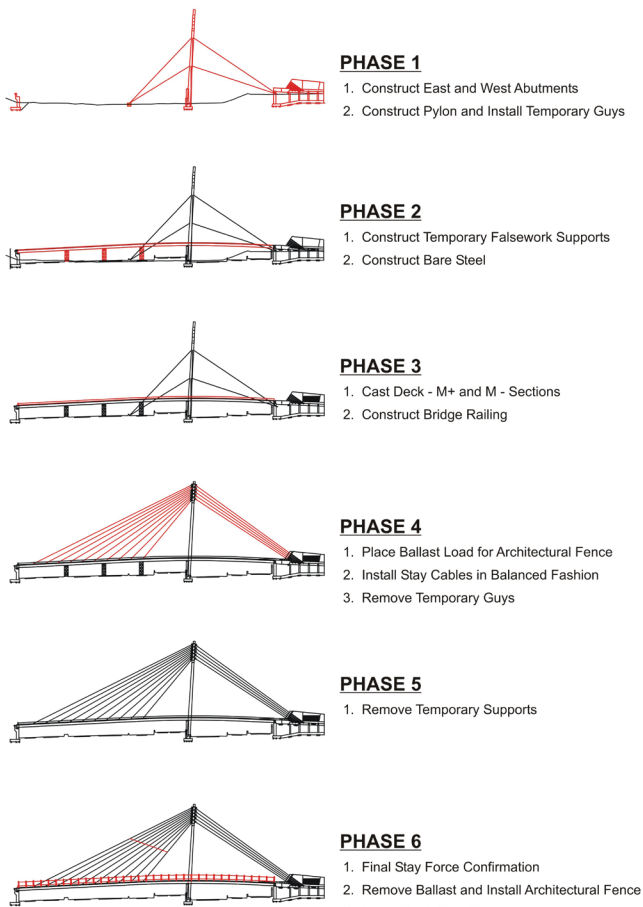 PHASE 1
1. Construct East and West Abutments
2. Construct Pylon and Install Temporary Guys
PHASE 2
1. Construct Temporary Falsework Supports
2. Construct Bare Steel
PHASE 3
1. Cast Deck - M+ and M - Sections
2. Construct Bridge Railing
PHASE 4
1. Place Ballast Load for Architectural Fence
2. Install Stay Cables in Balanced Fashion
3. Remove Temporary Guys
PHASE 5
1. Remove Temporary Supports
PHASE 6
1. Final Stay Force Confirmation
2. Remove Ballast and Install Architectural Fence